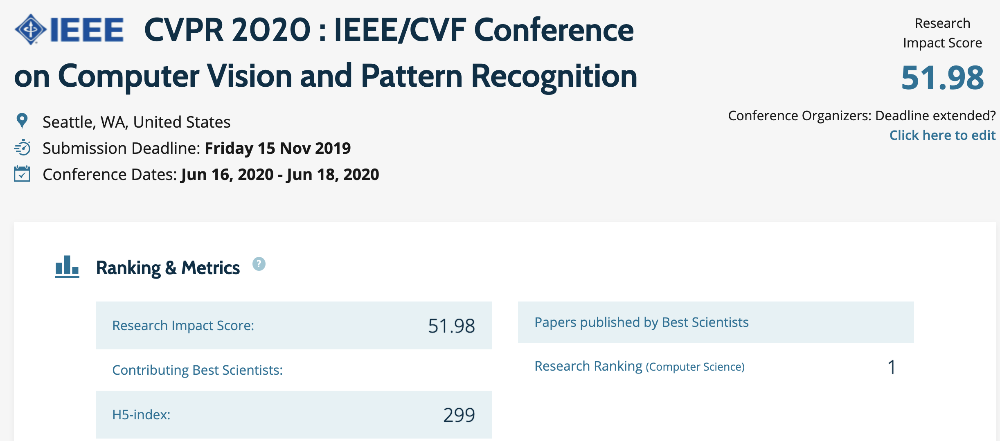 IEEE CVPR 2020 : IEEE/CVF Conference
on Computer Vision and Pattern Recognition
Seattle, WA, United States
Submission Deadline: Friday 15 Nov 2019
Conference Dates: Jun 16, 2020 - Jun 18, 2020
Research
Impact Score
51.98
Conference Organizers: Deadline extended?
Click here to edit
Ranking & Metrics ?
Research Impact Score: 51.98
Contributing Best Scientists:
H5-index: 299
Papers published by Best Scientists
Research Ranking (Computer Science) 1